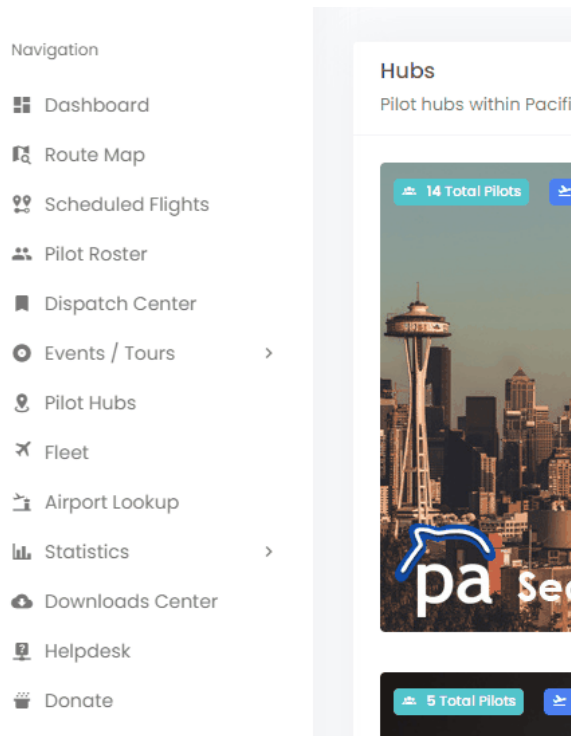 Navigation
Dashboard
Route Map
Scheduled Flights
Pilot Roster
Dispatch Center
Events / Tours
Pilot Hubs
Fleet
Airport Lookup
Statistics
Downloads Center
Helpdesk
Donate
Hubs
Pilot hubs within
14 Total Pilots
pa
5 Total Pilots